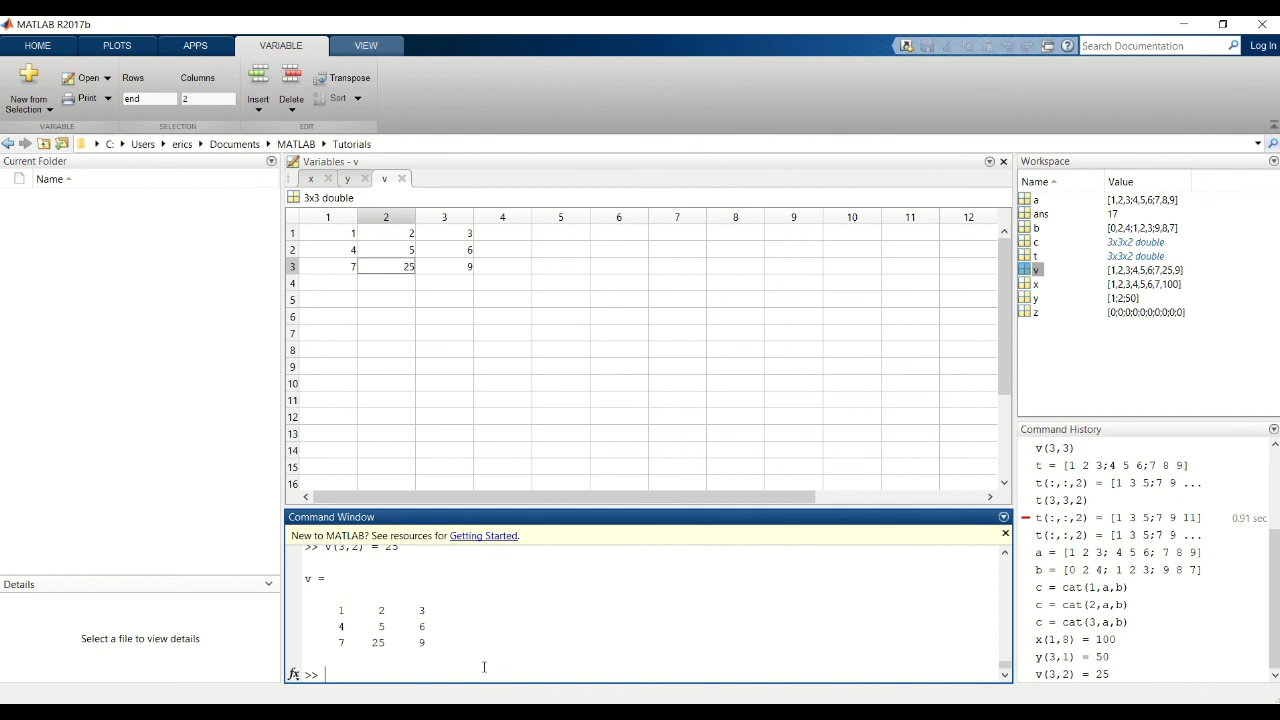 MATLAB R2017b
HOME PLOTS APPS VARIABLE VIEW Search Documentation Log In
New from Selection Open Print Rows Columns end 2 Insert Delete Transpose Sort
VARIABLE SELECTION EDIT
C: Users erics Documents MATLAB Tutorials
Current Folder
Name
Details
Select a file to view details
Variables - v
x y v
3x3 double
1 2 3 4 5 6 7 8 9 10 11 12
1 1 2 3
2 4 5 6
3 7 25 9
4
5
6
7
8
9
10
11
12
13
14
15
16
Command Window
New to MATLAB? See resources for Getting Started.
>> v(3,2) = 25
v =
1 2 3
4 5 6
7 25 9
fx >>
Workspace
Name Value
a [1,2,3;4,5,6;7,8,9]
ans 17
b [0,2,4;1,2,3;9,8,7]
c 3x3x2 double
t 3x3x2 double
v [1,2,3;4,5,6;7,25,9]
x [1,2,3,4,5,6,7,100]
y [1;2;50]
z [0;0;0;0;0;0;0;0;0]
Command History
v(3,3)
t = [1 2 3;4 5 6;7 8 9]
t(:,:,2) = [1 3 5;7 9 ...
t(3,3,2)
t(:,:,2) = [1 3 5;7 9 11] 0.91 sec
t(:,:,2) = [1 3 5;7 9 ...
a = [1 2 3; 4 5 6; 7 8 9]
b = [0 2 4; 1 2 3; 9 8 7]
c = cat(1,a,b)
c = cat(2,a,b)
c = cat(3,a,b)
x(1,8) = 100
y(3,1) = 50
v(3,2) = 25